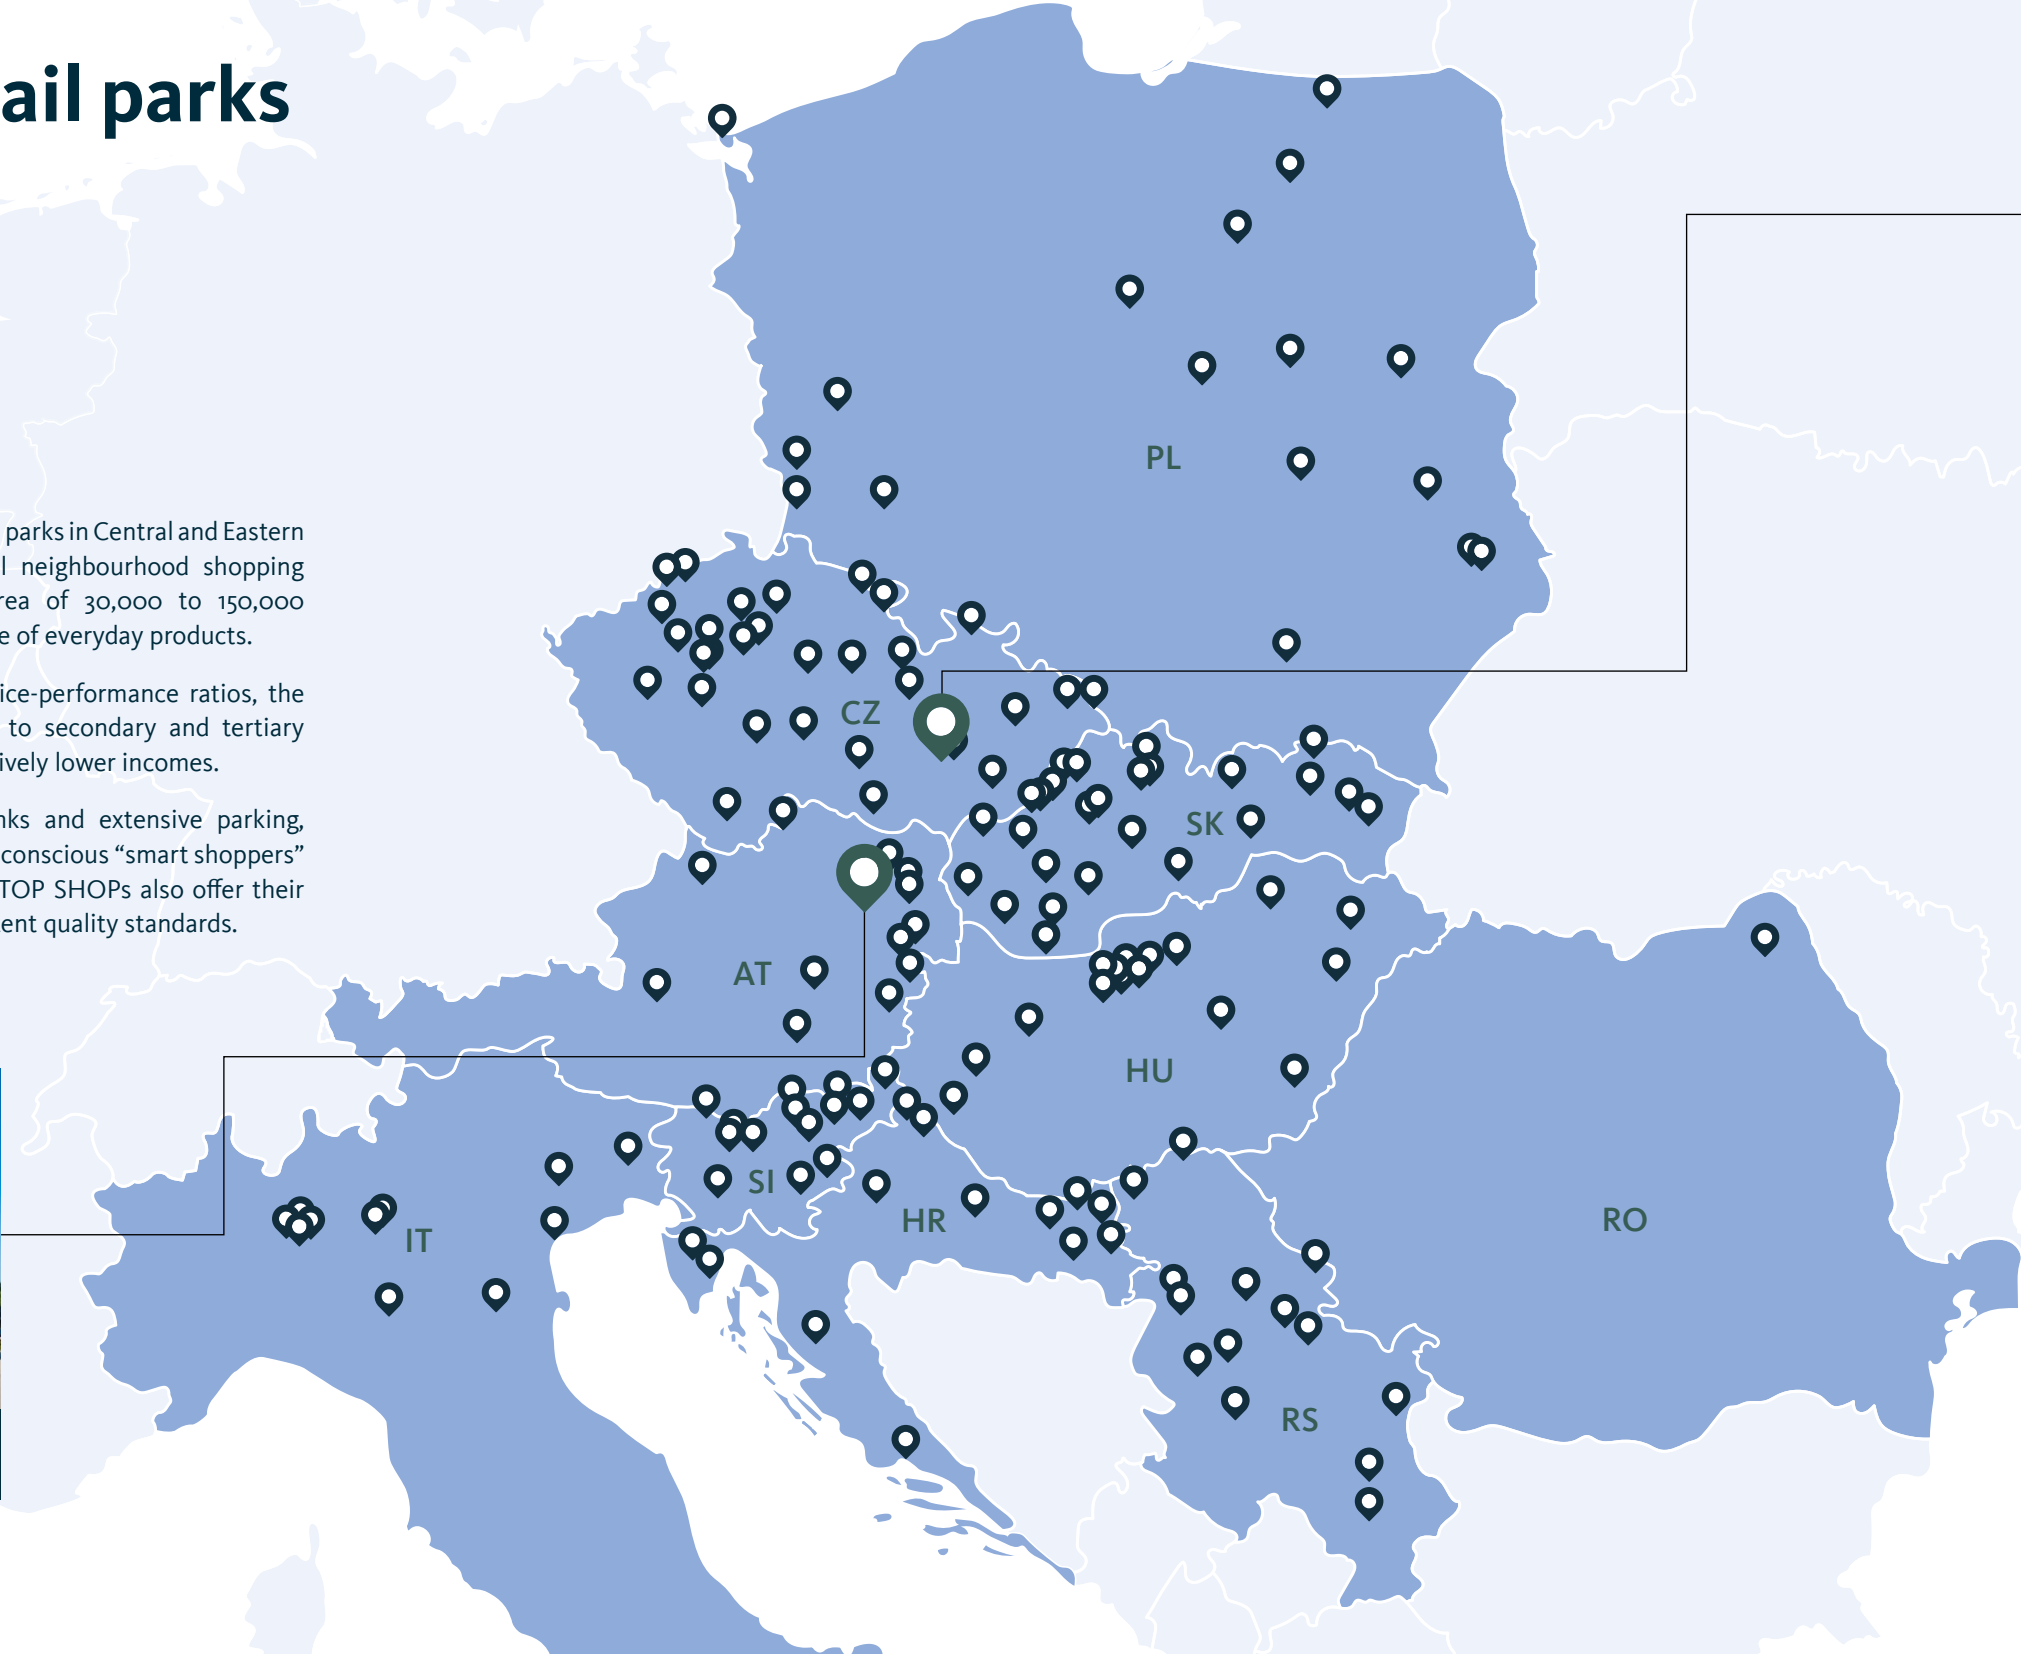 ail parks
parks in Central and Eastern
l neighbourhood shopping
rea of 30,000 to 150,000
e of everyday products.
ice-performance ratios, the
to secondary and tertiary
ively lower incomes.
nks and extensive parking,
conscious “smart shoppers”
TOP SHOPs also offer their
ent quality standards.
PL
CZ
SK
AT
HU
SI
HR
IT
RO
RS